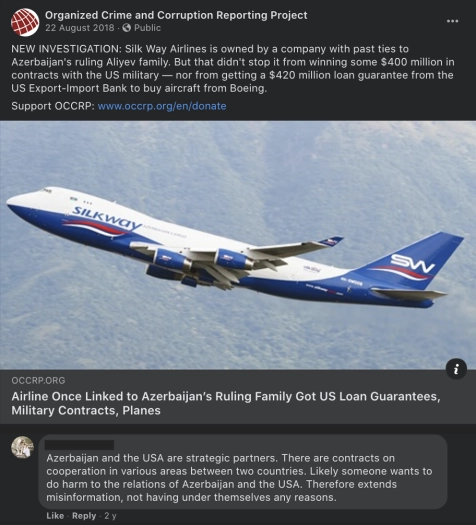 Organized Crime and Corruption Reporting Project
22 August 2018 · Public
NEW INVESTIGATION: Silk Way Airlines is owned by a company with past ties to
Azerbaijan's ruling Aliyev family. But that didn't stop it from winning some $400 million in
contracts with the US military — nor from getting a $420 million loan guarantee from the
US Export-Import Bank to buy aircraft from Boeing.
Support OCCRP: www.occrp.org/en/donate
SILKWAY
SW
OCCRP.ORG
Airline Once Linked to Azerbaijan's Ruling Family Got US Loan Guarantees,
Military Contracts, Planes
Azerbaijan and the USA are strategic partners. There are contracts on
cooperation in various areas between two countries. Likely someone wants to
do harm to the relations of Azerbaijan and the USA. Therefore extends
misinformation, not having under themselves any reasons.
Like · Reply · 2 y